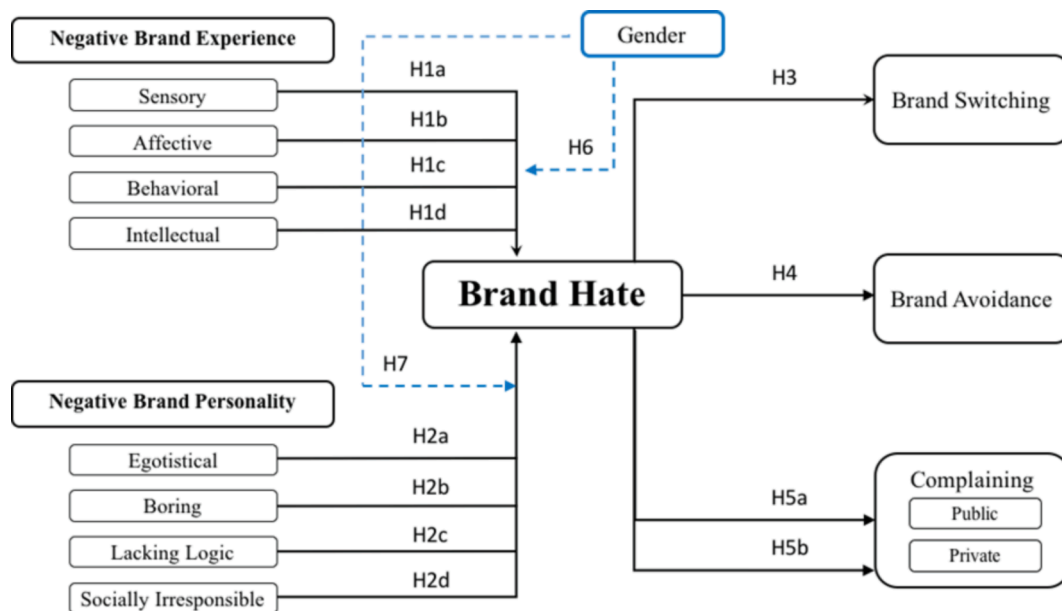 Negative Brand Experience
Gender
H1a
Sensory
H1b
Affective
H1c
Behavioral
H1d
Intellectual
H6
H3
Brand Switching
Brand Hate
H4
Brand Avoidance
H7
Negative Brand Personality
H2a
Egotistical
H2b
Boring
H2c
Lacking Logic
H2d
Socially Irresponsible
H5a
H5b
Complaining
Public
Private